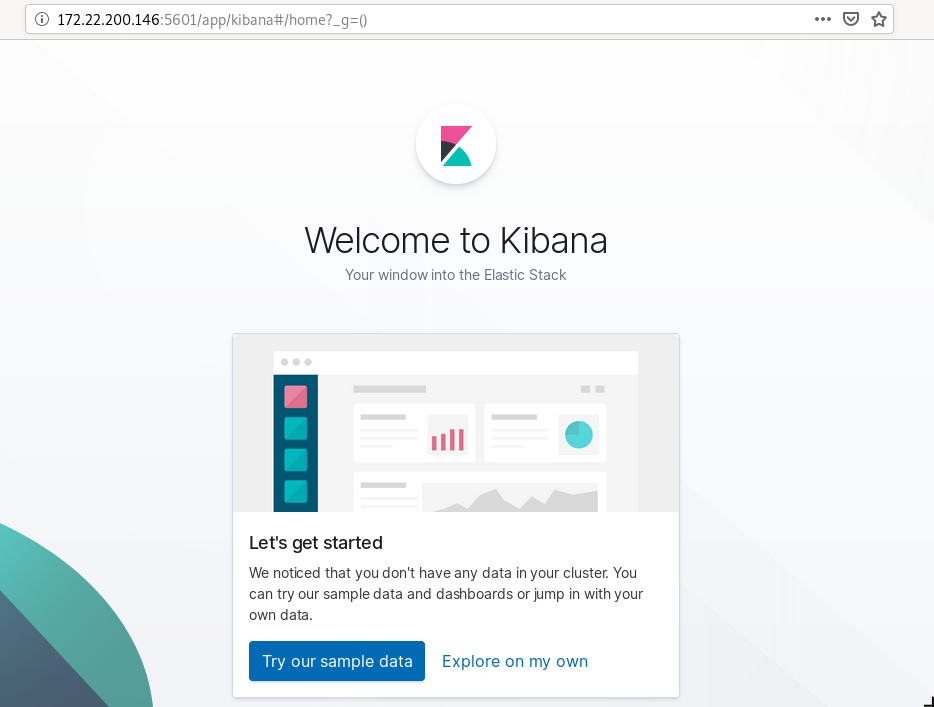 172.22.200.146:5601/app/kibana#/home?_g=()
Welcome to Kibana
Your window into the Elastic Stack
Let's get started
We noticed that you don't have any data in your cluster. You
can try our sample data and dashboards or jump in with your
own data.
Try our sample data
Explore on my own